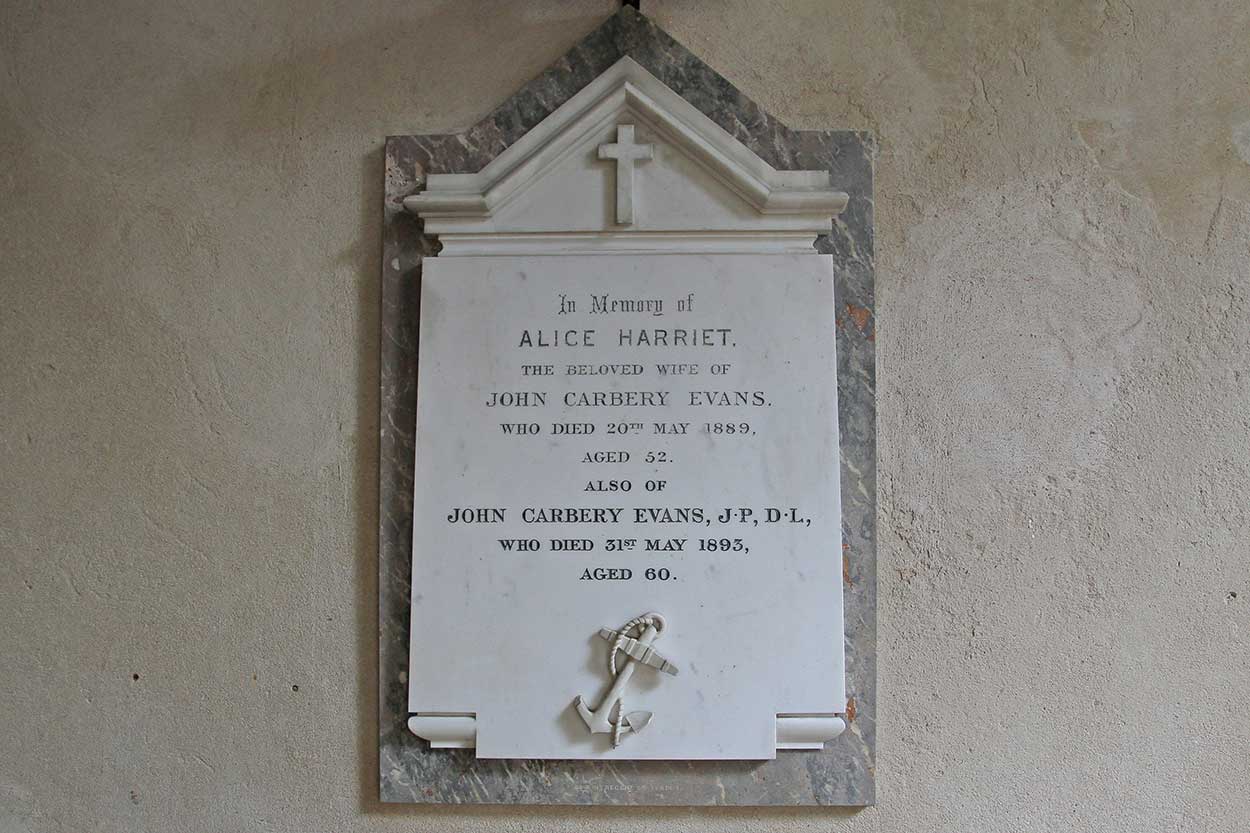 In Memory of
ALICE HARRIET.
THE BELOVED WIFE OF
JOHN CARBERY EVANS.
WHO DIED 20TH MAY 1889,
AGED 52.
ALSO OF
JOHN CARBERY EVANS, J·P, D·L,
WHO DIED 31ST MAY 1893,
AGED 60.